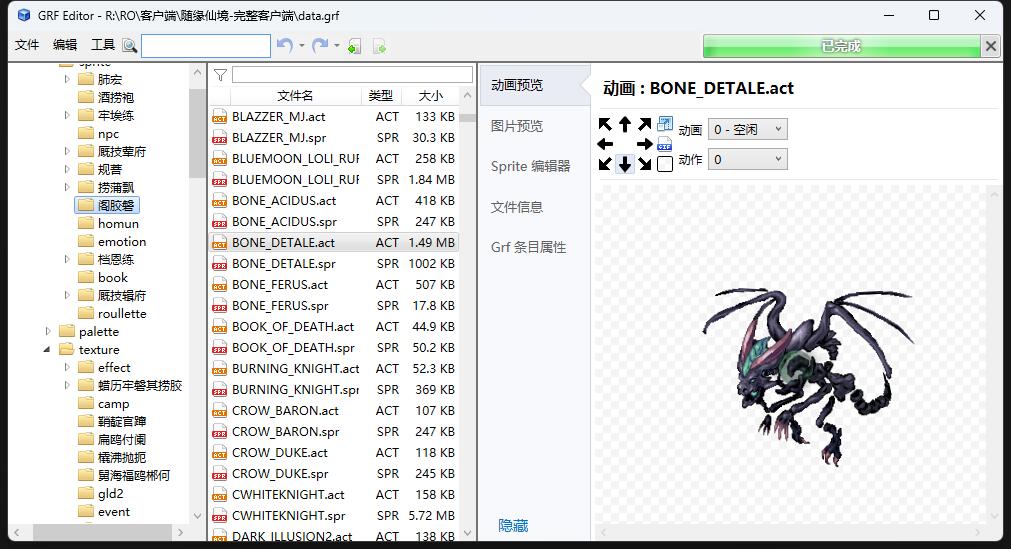 GRF Editor - R:\RO\客户端\随缘仙境-完整客户端\data.grf
文件 编辑 工具
已完成
sprite
肺宏
酒捞袍
牢埃练
npc
厩技荤府
规菩
捞蒲飘
阁胶磐
homun
emotion
档恩练
book
厩技辑府
roullette
palette
texture
effect
蜡历牢磐其捞胶
camp
鞘靛官蹿
扁鸥付阑
橇沸抛扼
舅海福鸥郴何
gld2
event
文件名 类型 大小
BLAZZER_MJ.act ACT 133 KB
BLAZZER_MJ.spr SPR 30.3 KB
BLUEMOON_LOLI_RUF ACT 258 KB
BLUEMOON_LOLI_RUF SPR 1.84 MB
BONE_ACIDUS.act ACT 418 KB
BONE_ACIDUS.spr SPR 247 KB
BONE_DETALE.act ACT 1.49 MB
BONE_DETALE.spr SPR 1002 KB
BONE_FERUS.act ACT 507 KB
BONE_FERUS.spr SPR 17.8 KB
BOOK_OF_DEATH.act ACT 44.9 KB
BOOK_OF_DEATH.spr SPR 50.2 KB
BURNING_KNIGHT.act ACT 52.3 KB
BURNING_KNIGHT.spr SPR 369 KB
CROW_BARON.act ACT 107 KB
CROW_BARON.spr SPR 247 KB
CROW_DUKE.act ACT 118 KB
CROW_DUKE.spr SPR 245 KB
CWHITEKNIGHT.act ACT 158 KB
CWHITEKNIGHT.spr SPR 5.72 MB
DARK_ILLUSION2.act ACT 138 KB
动画预览
图片预览
Sprite 编辑器
文件信息
Grf 条目属性
隐藏
动画 : BONE_DETALE.act
动画 0 - 空闲
GIF
动作 0